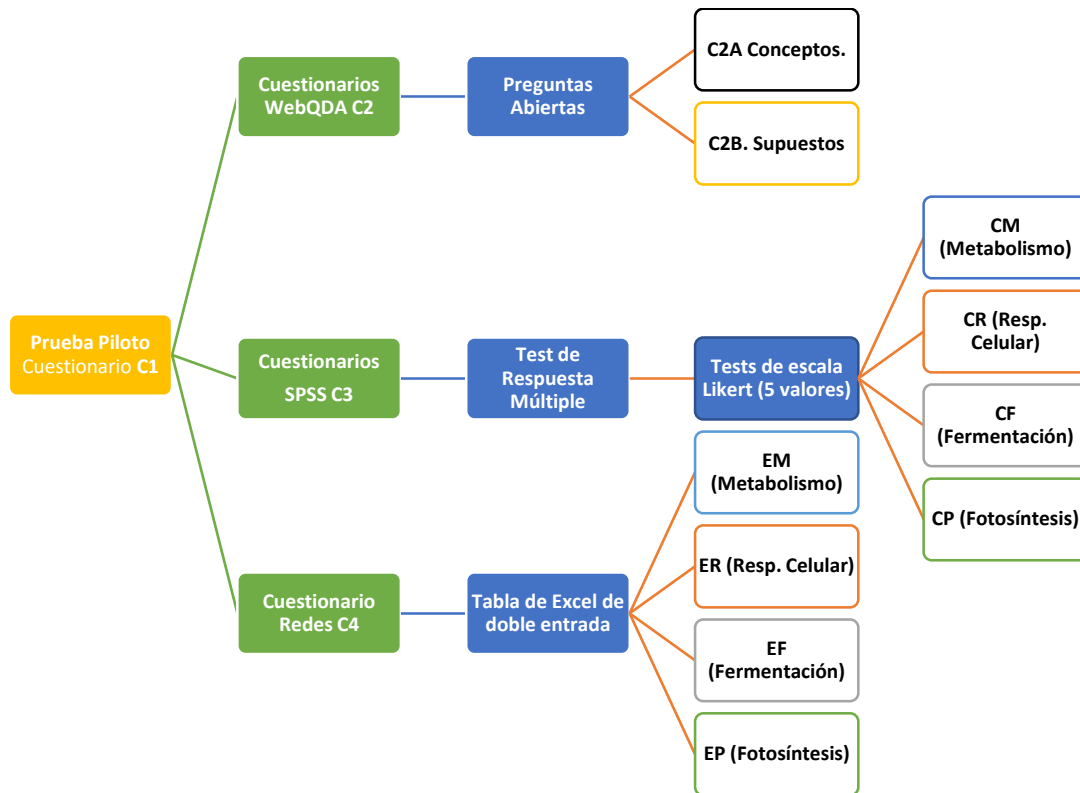 Prueba Piloto
Cuestionario C1
Cuestionarios
WebQDA C2
Preguntas
Abiertas
C2A Conceptos.
C2B. Supuestos
Cuestionarios
SPSS C3
Test de
Respuesta
Múltiple
Tests de escala
Likert (5 valores)
CM
(Metabolismo)
CR (Resp.
Celular)
CF
(Fermentación)
CP (Fotosíntesis)
Cuestionario
Redes C4
Tabla de Excel de
doble entrada
EM
(Metabolismo)
ER (Resp. Celular)
EF
(Fermentación)
EP (Fotosíntesis)